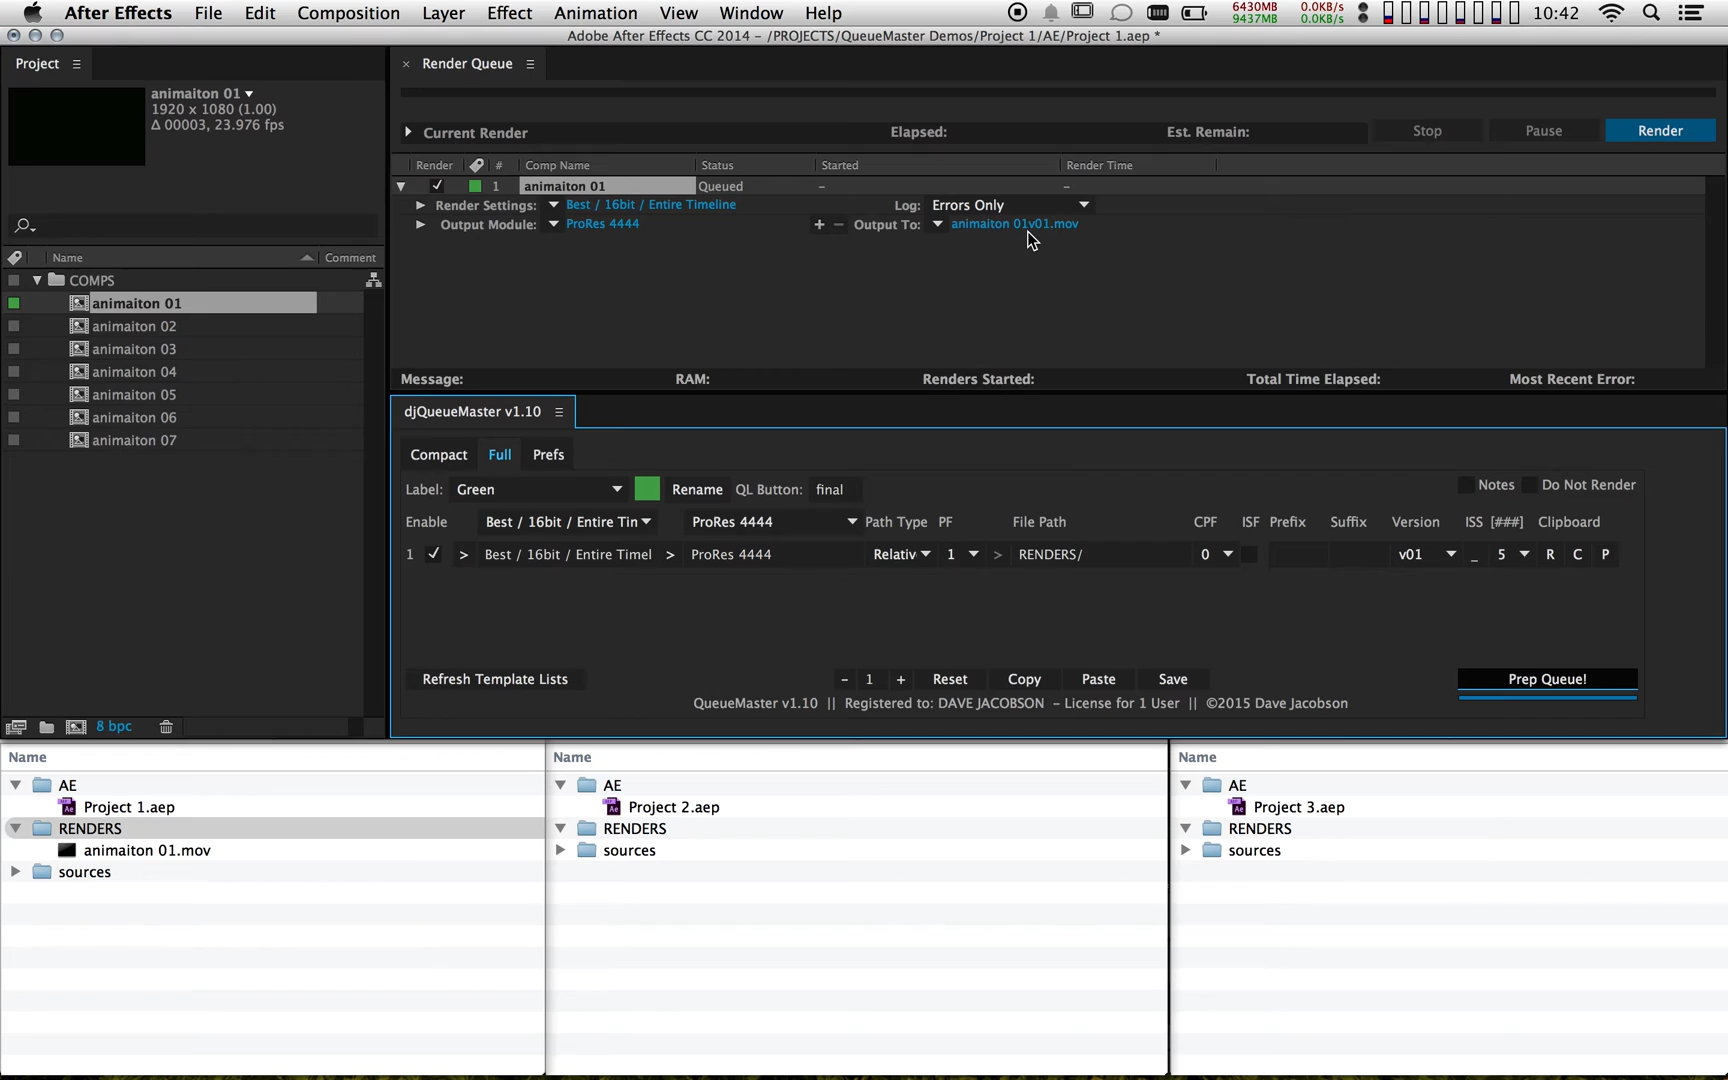 After Effects File Edit Composition Layer Effect Animation View Window Help 6430MB 9437MB 0.0KB/s 0.0KB/s 10:42
Adobe After Effects CC 2014 – /PROJECTS/QueueMaster Demos/Project 1/AE/Project 1.aep *
Project
animaiton 01
1920 x 1080 (1.00)
Δ 00003, 23.976 fps
Name Comment
COMPS
animaiton 01
animaiton 02
animaiton 03
animaiton 04
animaiton 05
animaiton 06
animaiton 07
8 bpc
× Render Queue
Current Render Elapsed: Est. Remain: Stop Pause Render
Render # Comp Name Status Started Render Time
1 animaiton 01 Queued – –
Render Settings: Best / 16bit / Entire Timeline Log: Errors Only
Output Module: ProRes 4444 + – Output To: animaiton 01v01.mov
Message: RAM: Renders Started: Total Time Elapsed: Most Recent Error:
djQueueMaster v1.10
Compact Full Prefs
Label: Green Rename QL Button: final Notes Do Not Render
Enable Best / 16bit / Entire Tin ProRes 4444 Path Type PF File Path CPF ISF Prefix Suffix Version ISS [###] Clipboard
1 > Best / 16bit / Entire Timel > ProRes 4444 Relativ 1 > RENDERS/ 0 v01 _ 5 R C P
Refresh Template Lists – 1 + Reset Copy Paste Save Prep Queue!
QueueMaster v1.10 || Registered to: DAVE JACOBSON – License for 1 User || ©2015 Dave Jacobson
Name
AE
Project 1.aep
RENDERS
animaiton 01.mov
sources
Name
AE
Project 2.aep
RENDERS
sources
Name
AE
Project 3.aep
RENDERS
sources